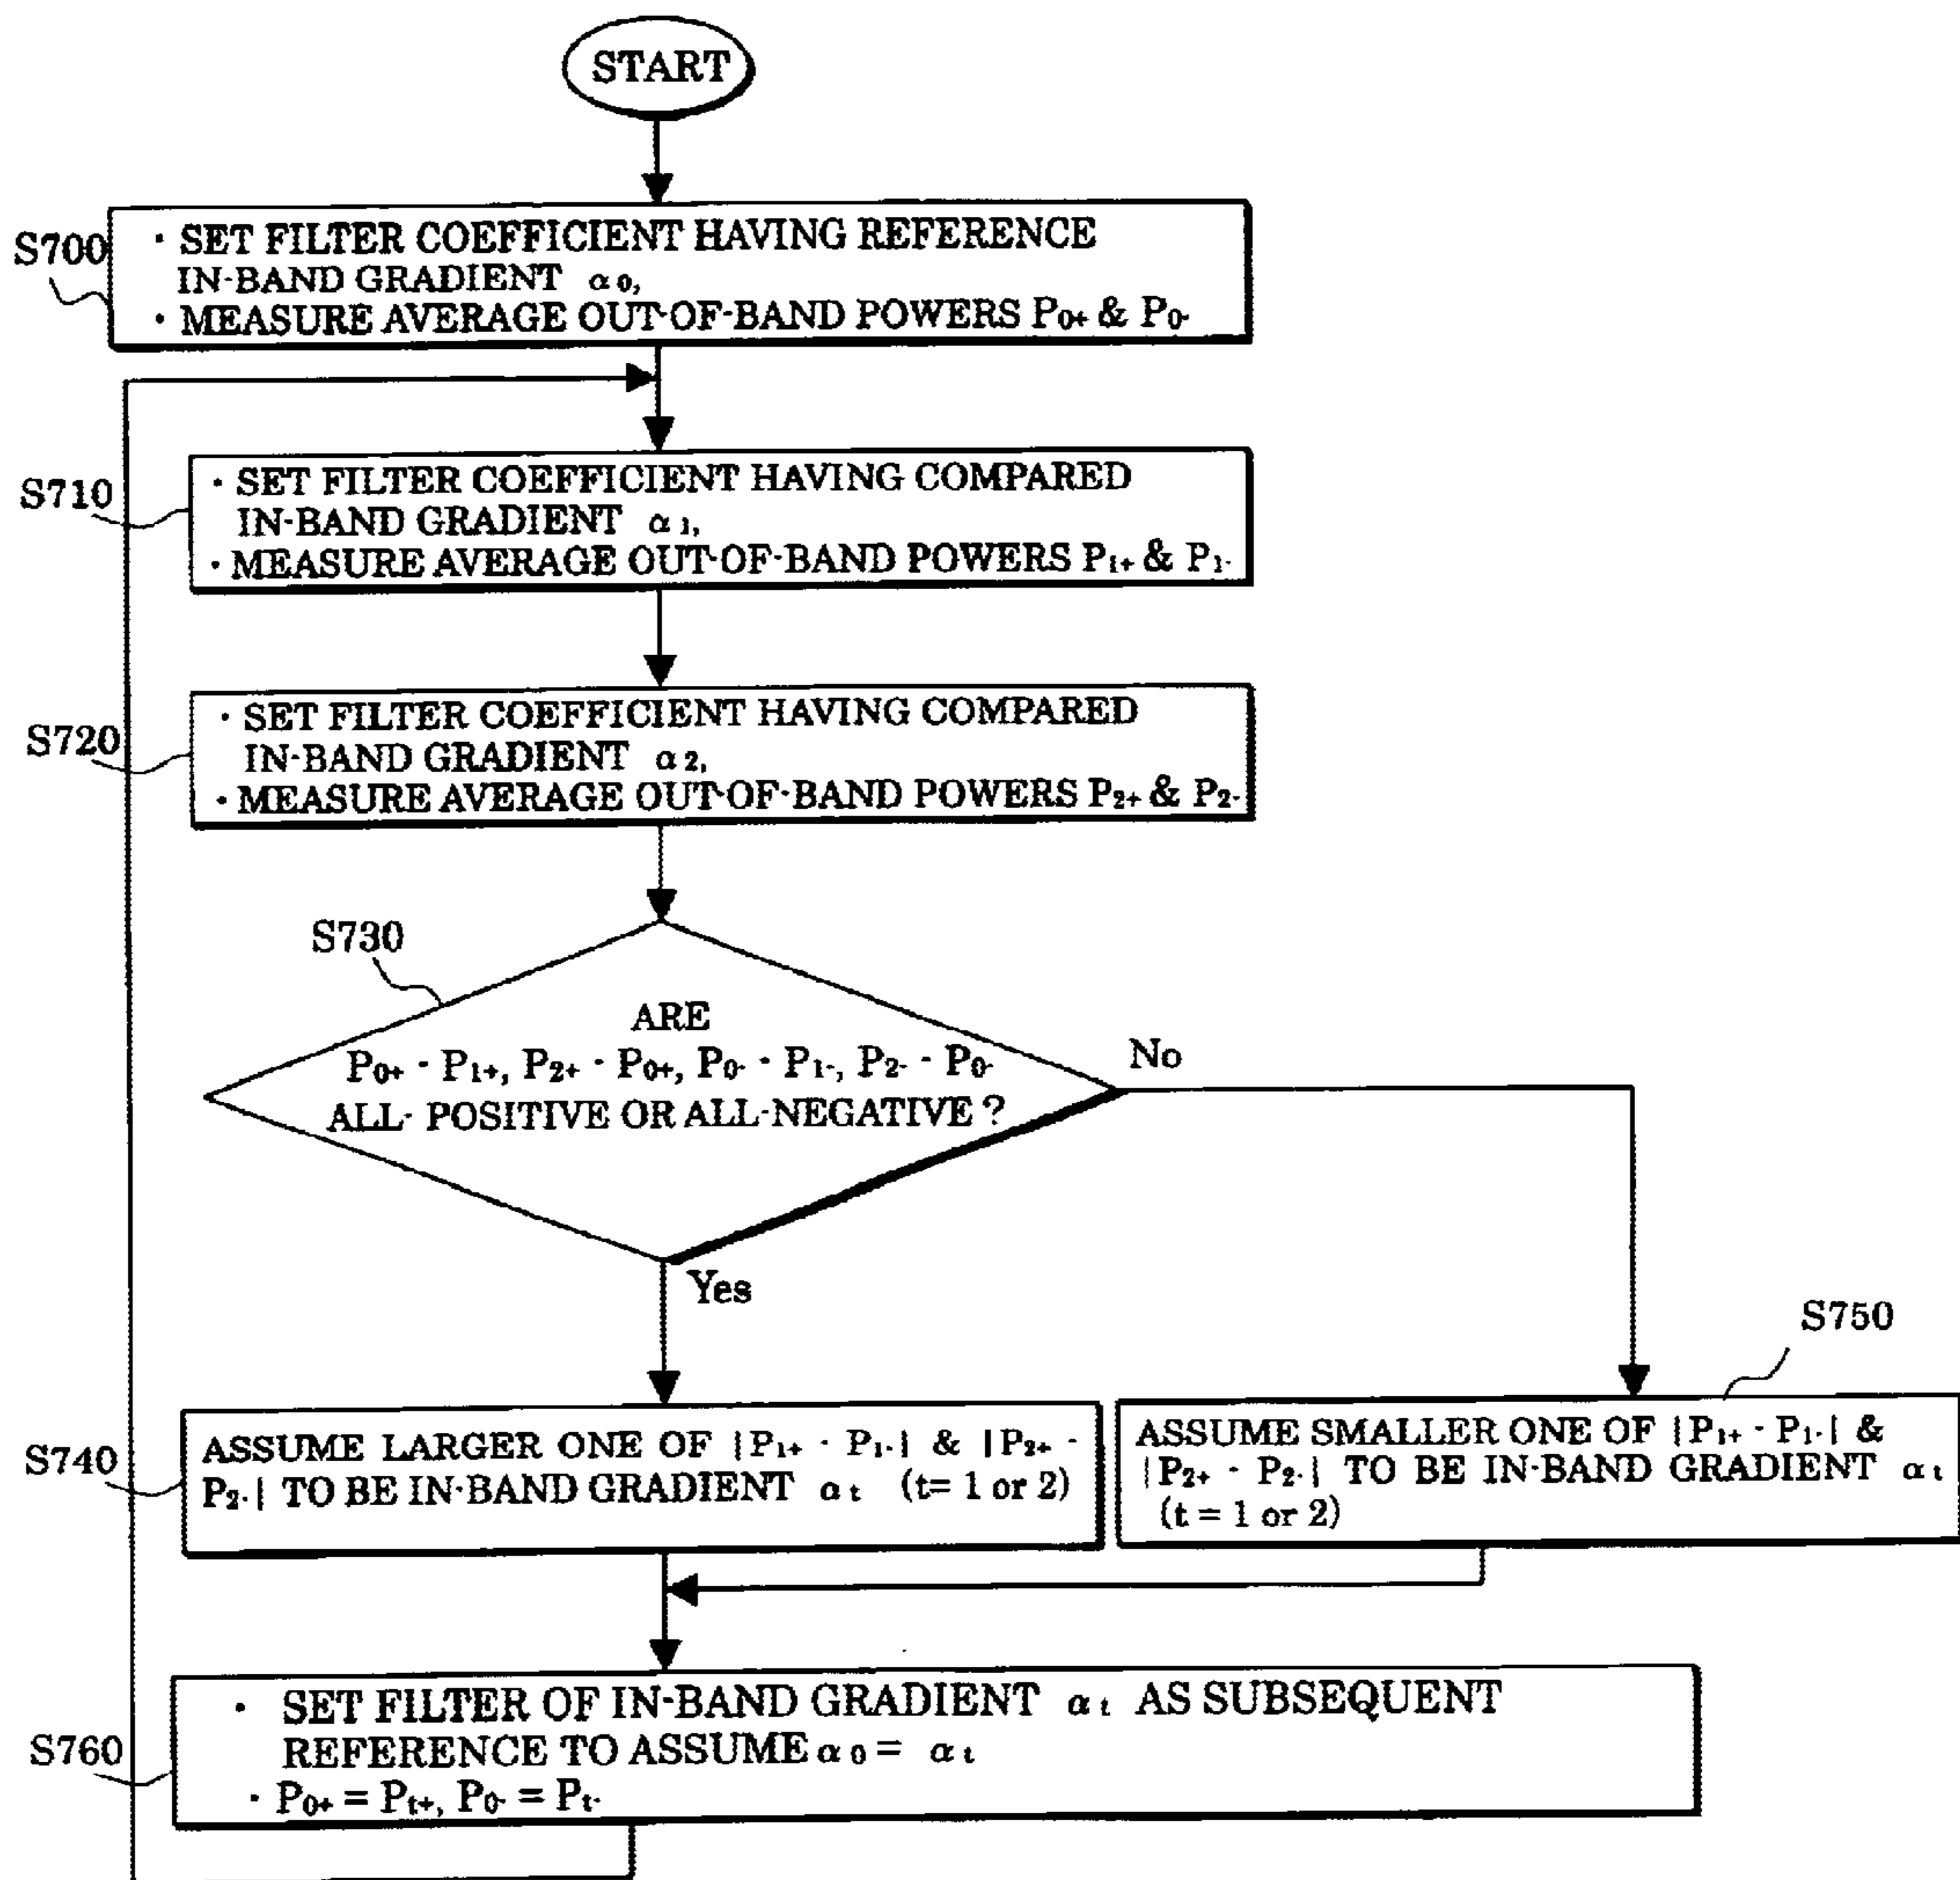 START
S700
· SET FILTER COEFFICIENT HAVING REFERENCE
IN-BAND GRADIENT α₀,
· MEASURE AVERAGE OUT-OF-BAND POWERS P₀₊ & P₀₋
S710
· SET FILTER COEFFICIENT HAVING COMPARED
IN-BAND GRADIENT α₁,
· MEASURE AVERAGE OUT-OF-BAND POWERS P₁₊ & P₁₋
S720
· SET FILTER COEFFICIENT HAVING COMPARED
IN-BAND GRADIENT α₂,
· MEASURE AVERAGE OUT-OF-BAND POWERS P₂₊ & P₂₋
S730
ARE
P₀₊ - P₁₊, P₂₊ - P₀₊, P₀₋ - P₁₋, P₂₋ - P₀₋
ALL- POSITIVE OR ALL-NEGATIVE ?
No
Yes
S740
ASSUME LARGER ONE OF |P₁₊ - P₁₋| & |P₂₊ -
P₂₋| TO BE IN-BAND GRADIENT αₜ (t= 1 or 2)
S750
ASSUME SMALLER ONE OF |P₁₊ - P₁₋| &
|P₂₊ - P₂₋| TO BE IN-BAND GRADIENT αₜ
(t = 1 or 2)
S760
· SET FILTER OF IN-BAND GRADIENT αₜ AS SUBSEQUENT
REFERENCE TO ASSUME α₀ = αₜ
· P₀₊ = Pₜ₊, P₀₋ = Pₜ₋